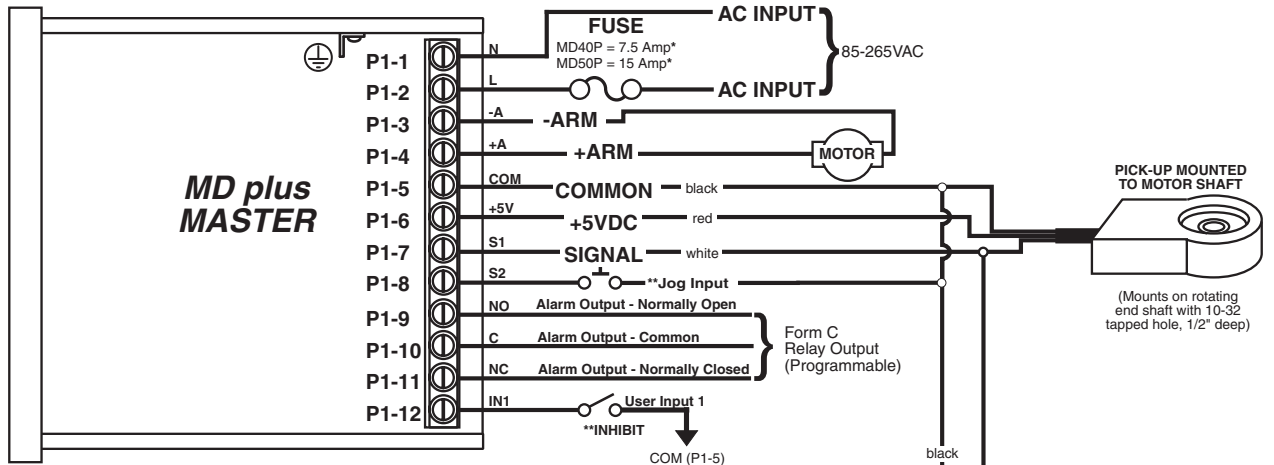 AC INPUT
FUSE
MD40P = 7.5 Amp*
MD50P = 15 Amp*
85-265VAC
P1-1 N
P1-2 L AC INPUT
P1-3 -A -ARM
P1-4 +A +ARM MOTOR
MD plus
MASTER
P1-5 COM COMMON black
P1-6 +5V +5VDC red
P1-7 S1 SIGNAL white
P1-8 S2 **Jog Input
P1-9 NO Alarm Output - Normally Open
P1-10 C Alarm Output - Common
P1-11 NC Alarm Output - Normally Closed
P1-12 IN1 User Input 1
**INHIBIT
COM (P1-5)
Form C
Relay Output
(Programmable)
PICK-UP MOUNTED
TO MOTOR SHAFT
(Mounts on rotating
end shaft with 10-32
tapped hole, 1/2" deep)
black